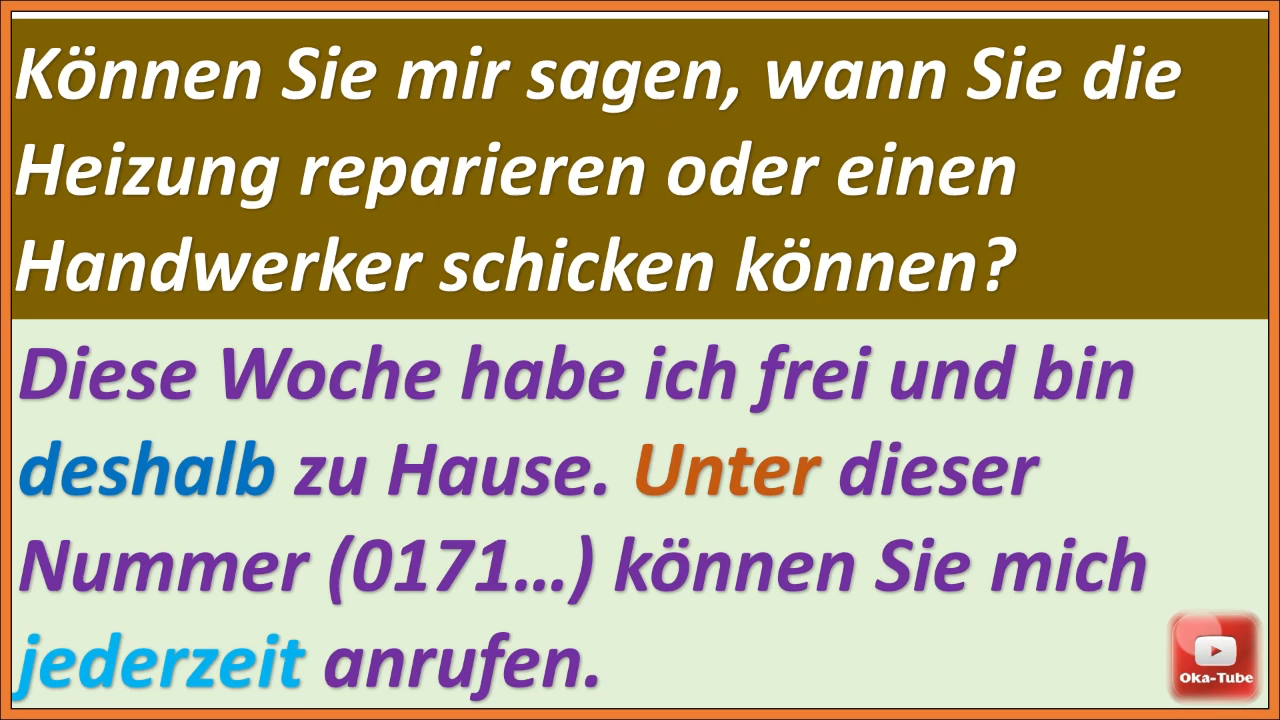 Können Sie mir sagen, wann Sie die
Heizung reparieren oder einen
Handwerker schicken können?
Diese Woche habe ich frei und bin
deshalb zu Hause. Unter dieser
Nummer (0171...) können Sie mich
jederzeit anrufen.
Oka-Tube